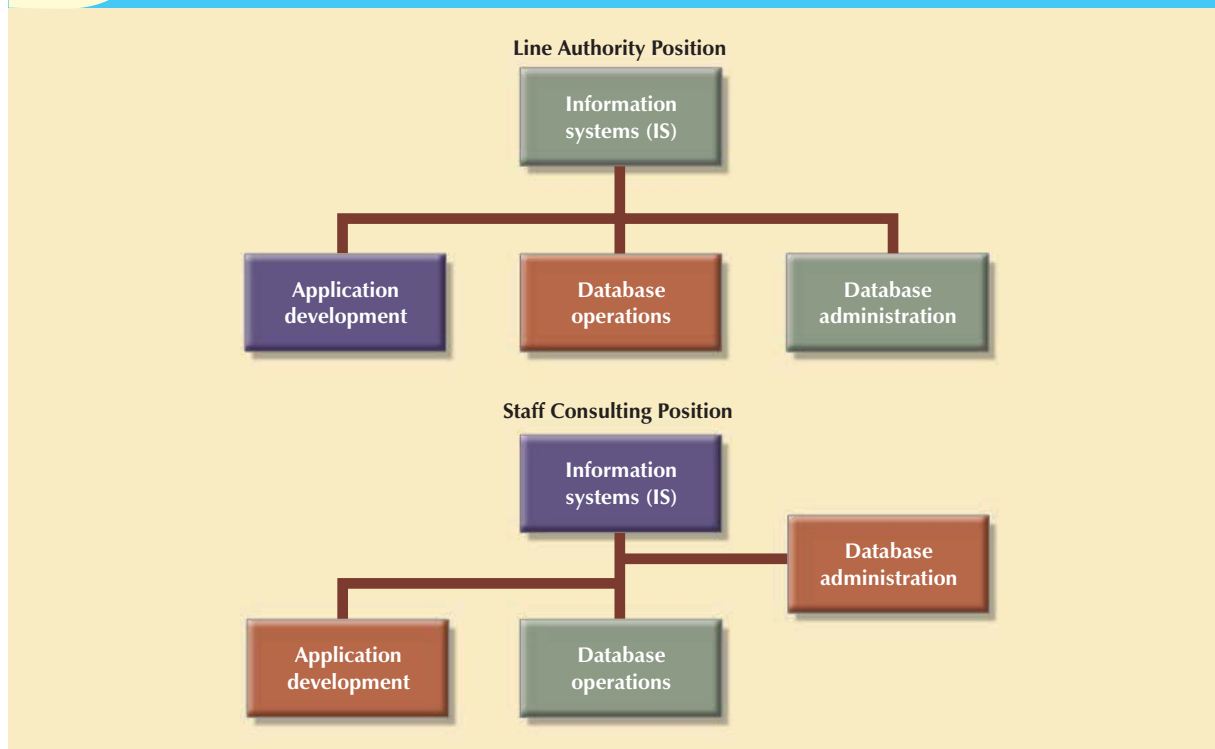 Line Authority Position
Information
systems (IS)
Application
development
Database
operations
Database
administration
Staff Consulting Position
Information
systems (IS)
Database
administration
Application
development
Database
operations